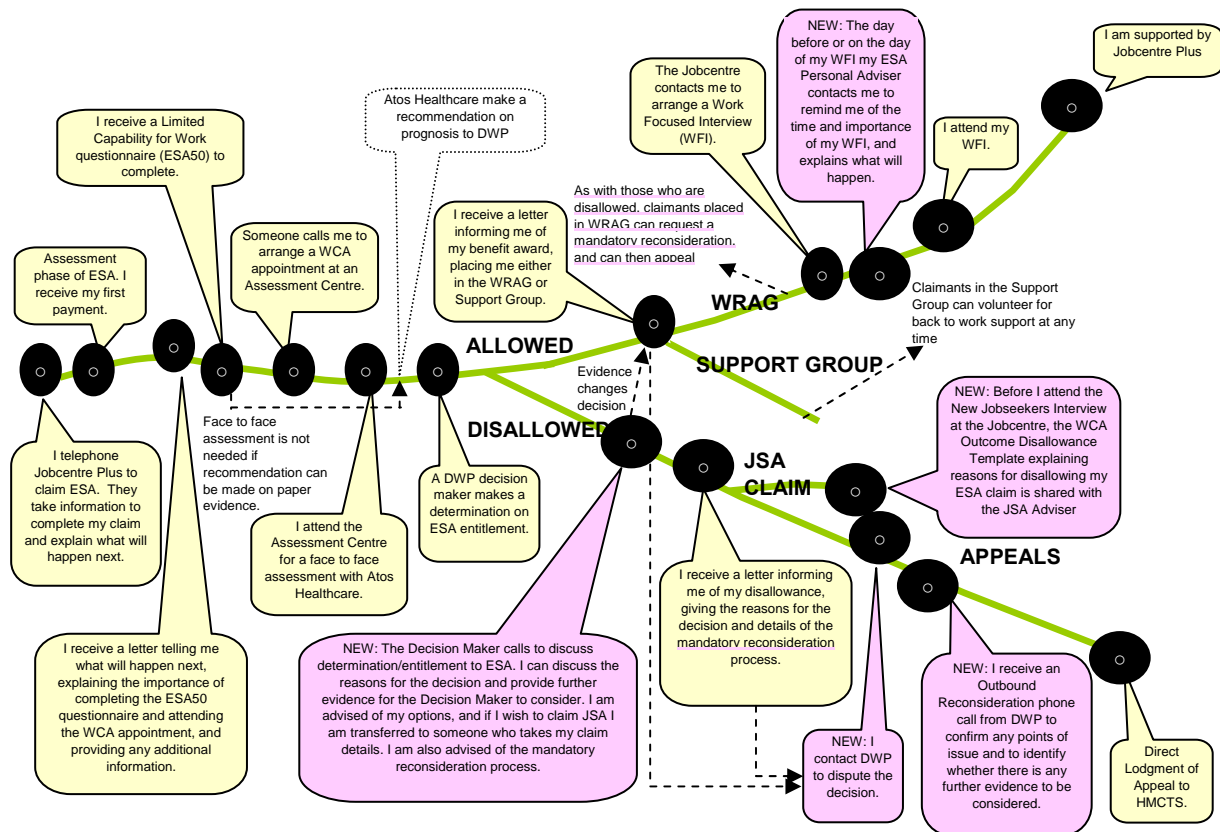 NEW: The day
before or on the day
of my WFI my ESA
Personal Adviser
contacts me to
remind me of the
time and importance
of my WFI, and
explains what will
happen.
I am supported by
Jobcentre Plus
The Jobcentre
contacts me to
arrange a Work
Focused Interview
(WFI).
Atos Healthcare make a
recommendation on
prognosis to DWP
I receive a Limited
Capability for Work
questionnaire (ESA50) to
complete.
I attend my
WFI.
As with those who are
disallowed, claimants placed
in WRAG can request a
mandatory reconsideration.
and can then appeal
I receive a letter
informing me of
my benefit award,
placing me either
in the WRAG or
Support Group.
Someone calls me to
arrange a WCA
appointment at an
Assessment Centre.
Assessment
phase of ESA. I
receive my first
payment.
WRAG
Claimants in the Support
Group can volunteer for
back to work support at any
time
ALLOWED
SUPPORT GROUP
Evidence
changes
decision
DISALLOWED
JSA
CLAIM
NEW: Before I attend the
New Jobseekers Interview
at the Jobcentre, the WCA
Outcome Disallowance
Template explaining
reasons for disallowing my
ESA claim is shared with
the JSA Adviser
Face to face
assessment is not
needed if
recommendation can
be made on paper
evidence.
I telephone
Jobcentre Plus to
claim ESA.  They
take information to
complete my claim
and explain what will
happen next.
A DWP decision
maker makes a
determination on
ESA entitlement.
I attend the
Assessment Centre
for a face to face
assessment with Atos
Healthcare.
APPEALS
I receive a letter informing
me of my disallowance,
giving the reasons for the
decision and details of the
mandatory reconsideration
process.
I receive a letter telling me
what will happen next,
explaining the importance of
completing the ESA50
questionnaire and attending
the WCA appointment, and
providing any additional
information.
NEW: The Decision Maker calls to discuss
determination/entitlement to ESA. I can discuss the
reasons for the decision and provide further
evidence for the Decision Maker to consider. I am
advised of my options, and if I wish to claim JSA I
am transferred to someone who takes my claim
details. I am also advised of the mandatory
reconsideration process.
NEW: I
contact DWP
to dispute the
decision.
NEW: I receive an
Outbound
Reconsideration phone
call from DWP to
confirm any points of
issue and to identify
whether there is any
further evidence to be
considered.
Direct
Lodgment of
Appeal to
HMCTS.